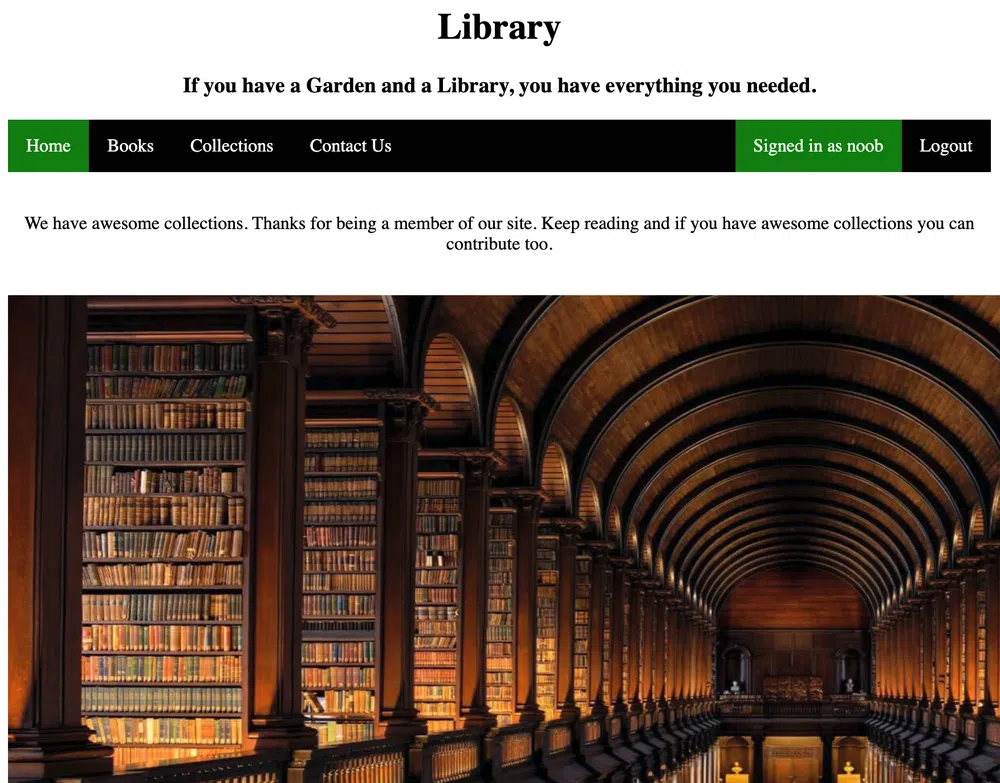 Library
If you have a Garden and a Library, you have everything you needed.
Home Books Collections Contact Us Signed in as noob Logout
We have awesome collections. Thanks for being a member of our site. Keep reading and if you have awesome collections you can
contribute too.